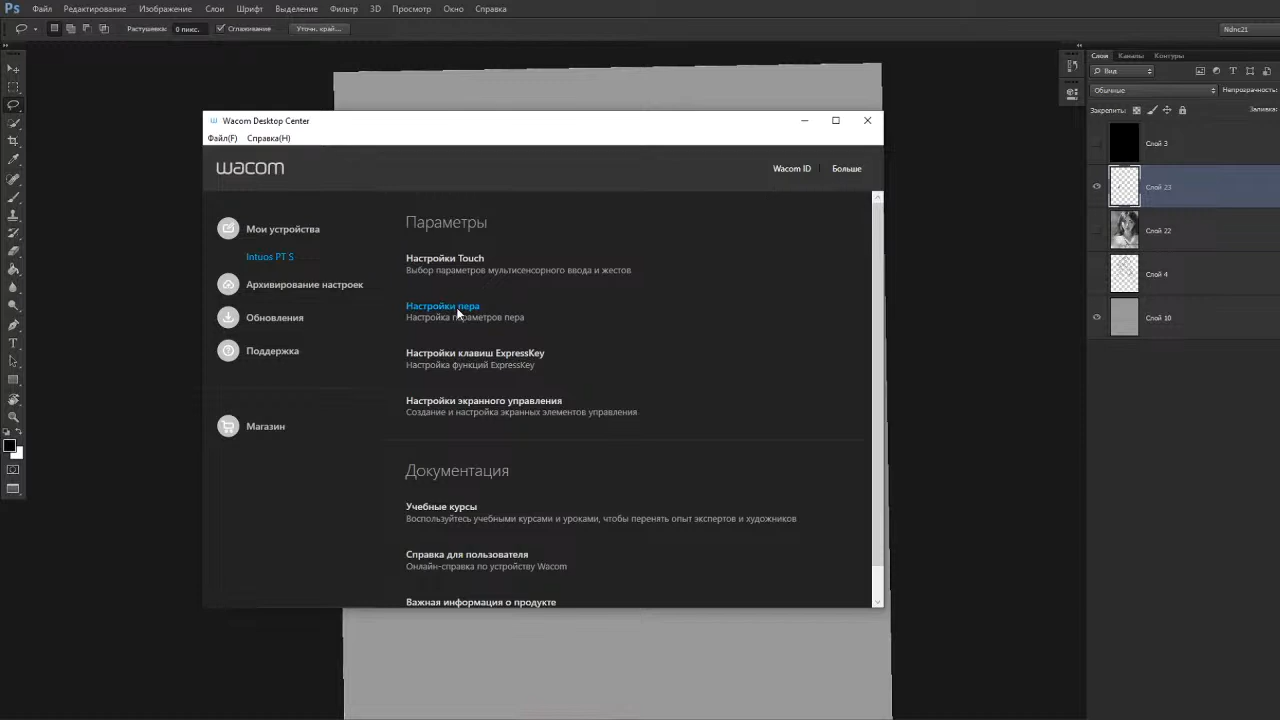 Ps Файл Редактирование Изображение Слои Шрифт Выделение Фильтр 3D Просмотр Окно Справка
Растушевка: 0 пикс. Сглаживание Уточн. край... Ndnc21
Слои Каналы Контуры
Вид
Обычные Непрозрачность:
Закрепить: Заливка:
Слой 3
Слой 23
Слой 22
Слой 4
Слой 10
Wacom Desktop Center
Файл(F) Справка(H)
wacom Wacom ID Больше
Мои устройства
Intuos PT S
Архивирование настроек
Обновления
Поддержка
Магазин
Параметры
Настройки Touch
Выбор параметров мультисенсорного ввода и жестов
Настройки пера
Настройка параметров пера
Настройки клавиш ExpressKey
Настройка функций ExpressKey
Настройки экранного управления
Создание и настройка экранных элементов управления
Документация
Учебные курсы
Воспользуйтесь учебными курсами и уроками, чтобы перенять опыт экспертов и художников
Справка для пользователя
Онлайн-справка по устройству Wacom
Важная информация о продукте